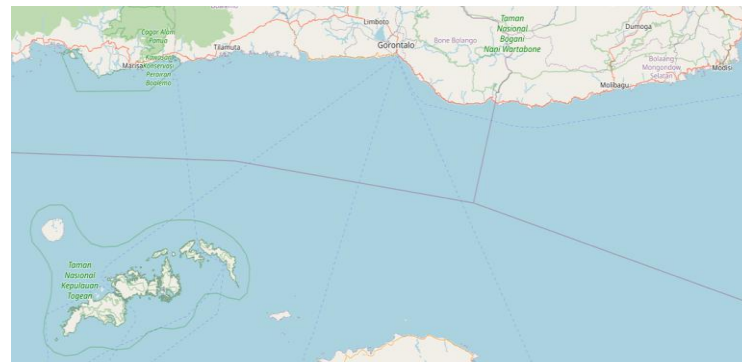 Limboto
Taman
Nasional
Bogani
Nani Wartabone
Dumoga
Cagar Alam
Panua
Tilamuta
Gorontalo
Bone Bolango
Bolaang
Mongondow
Selatan
Modisi
Marisa
Kawasan
Konservasi
Perairan
Boalemo
Molibagu
Taman
Nasional
Kepulauan
Togean